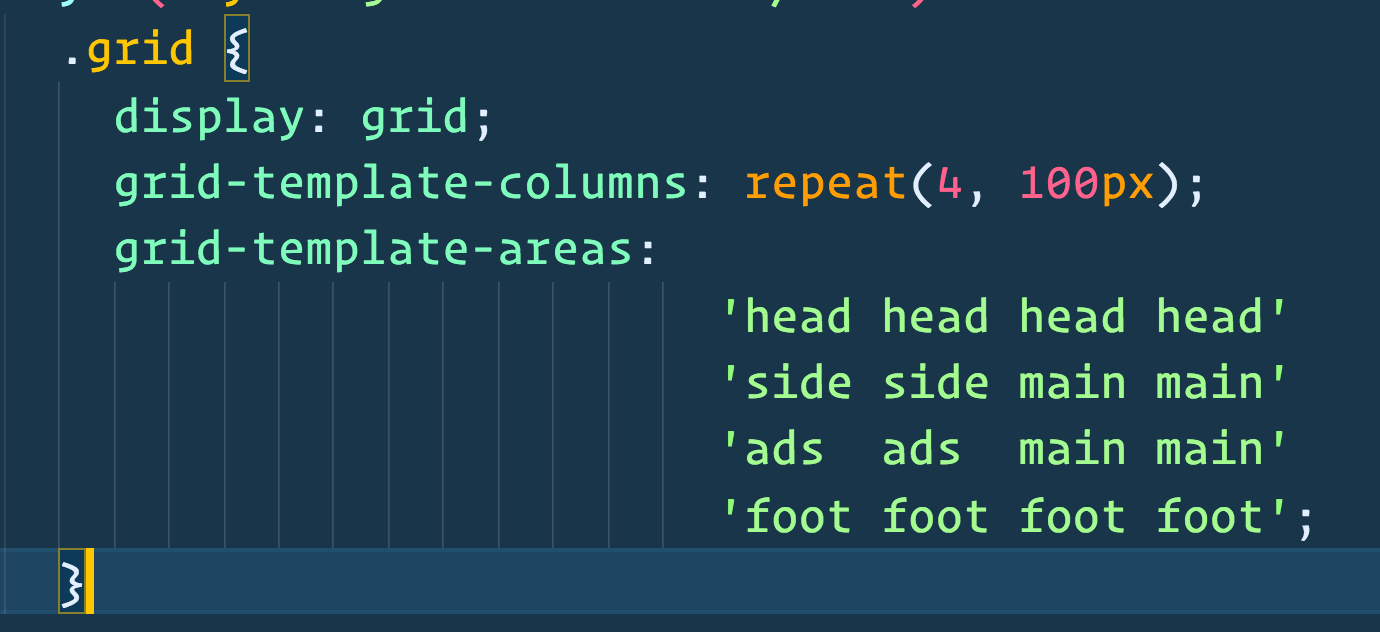 .grid {
display: grid;
grid-template-columns: repeat(4, 100px);
grid-template-areas:
'head head head head'
'side side main main'
'ads  ads  main main'
'foot foot foot foot';
}